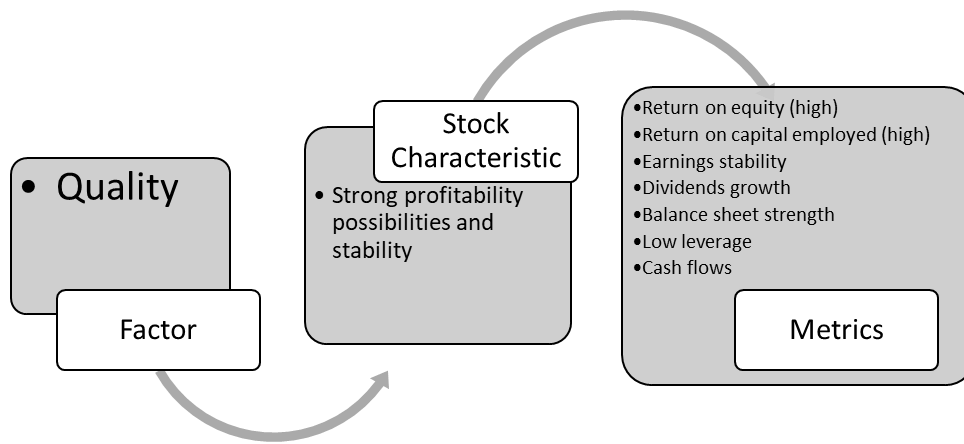 • Quality
Factor
Stock
Characteristic
• Strong profitability
possibilities and
stability
•Return on equity (high)
•Return on capital employed (high)
•Earnings stability
•Dividends growth
•Balance sheet strength
•Low leverage
•Cash flows
Metrics